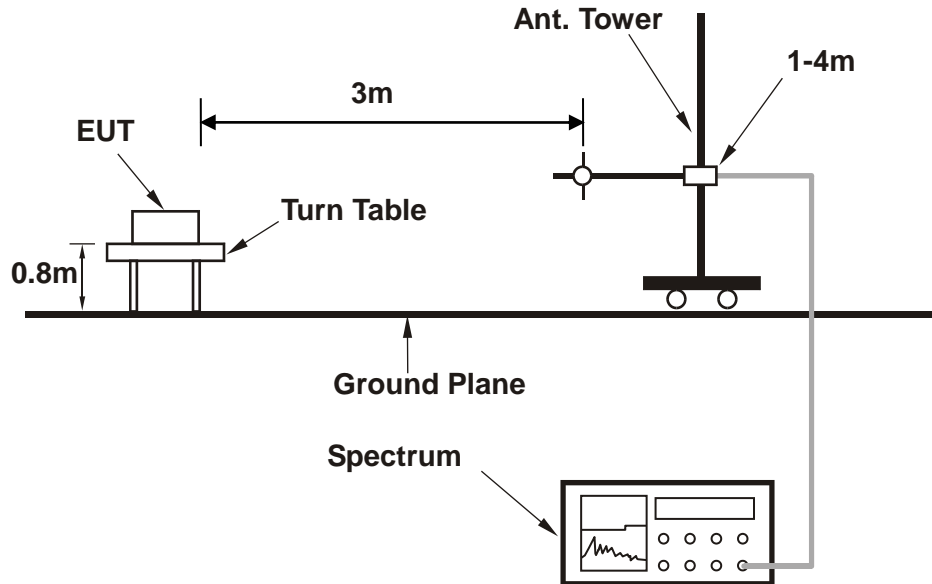 Ant. Tower
1-4m
3m
EUT
Turn Table
0.8m
Ground Plane
Spectrum